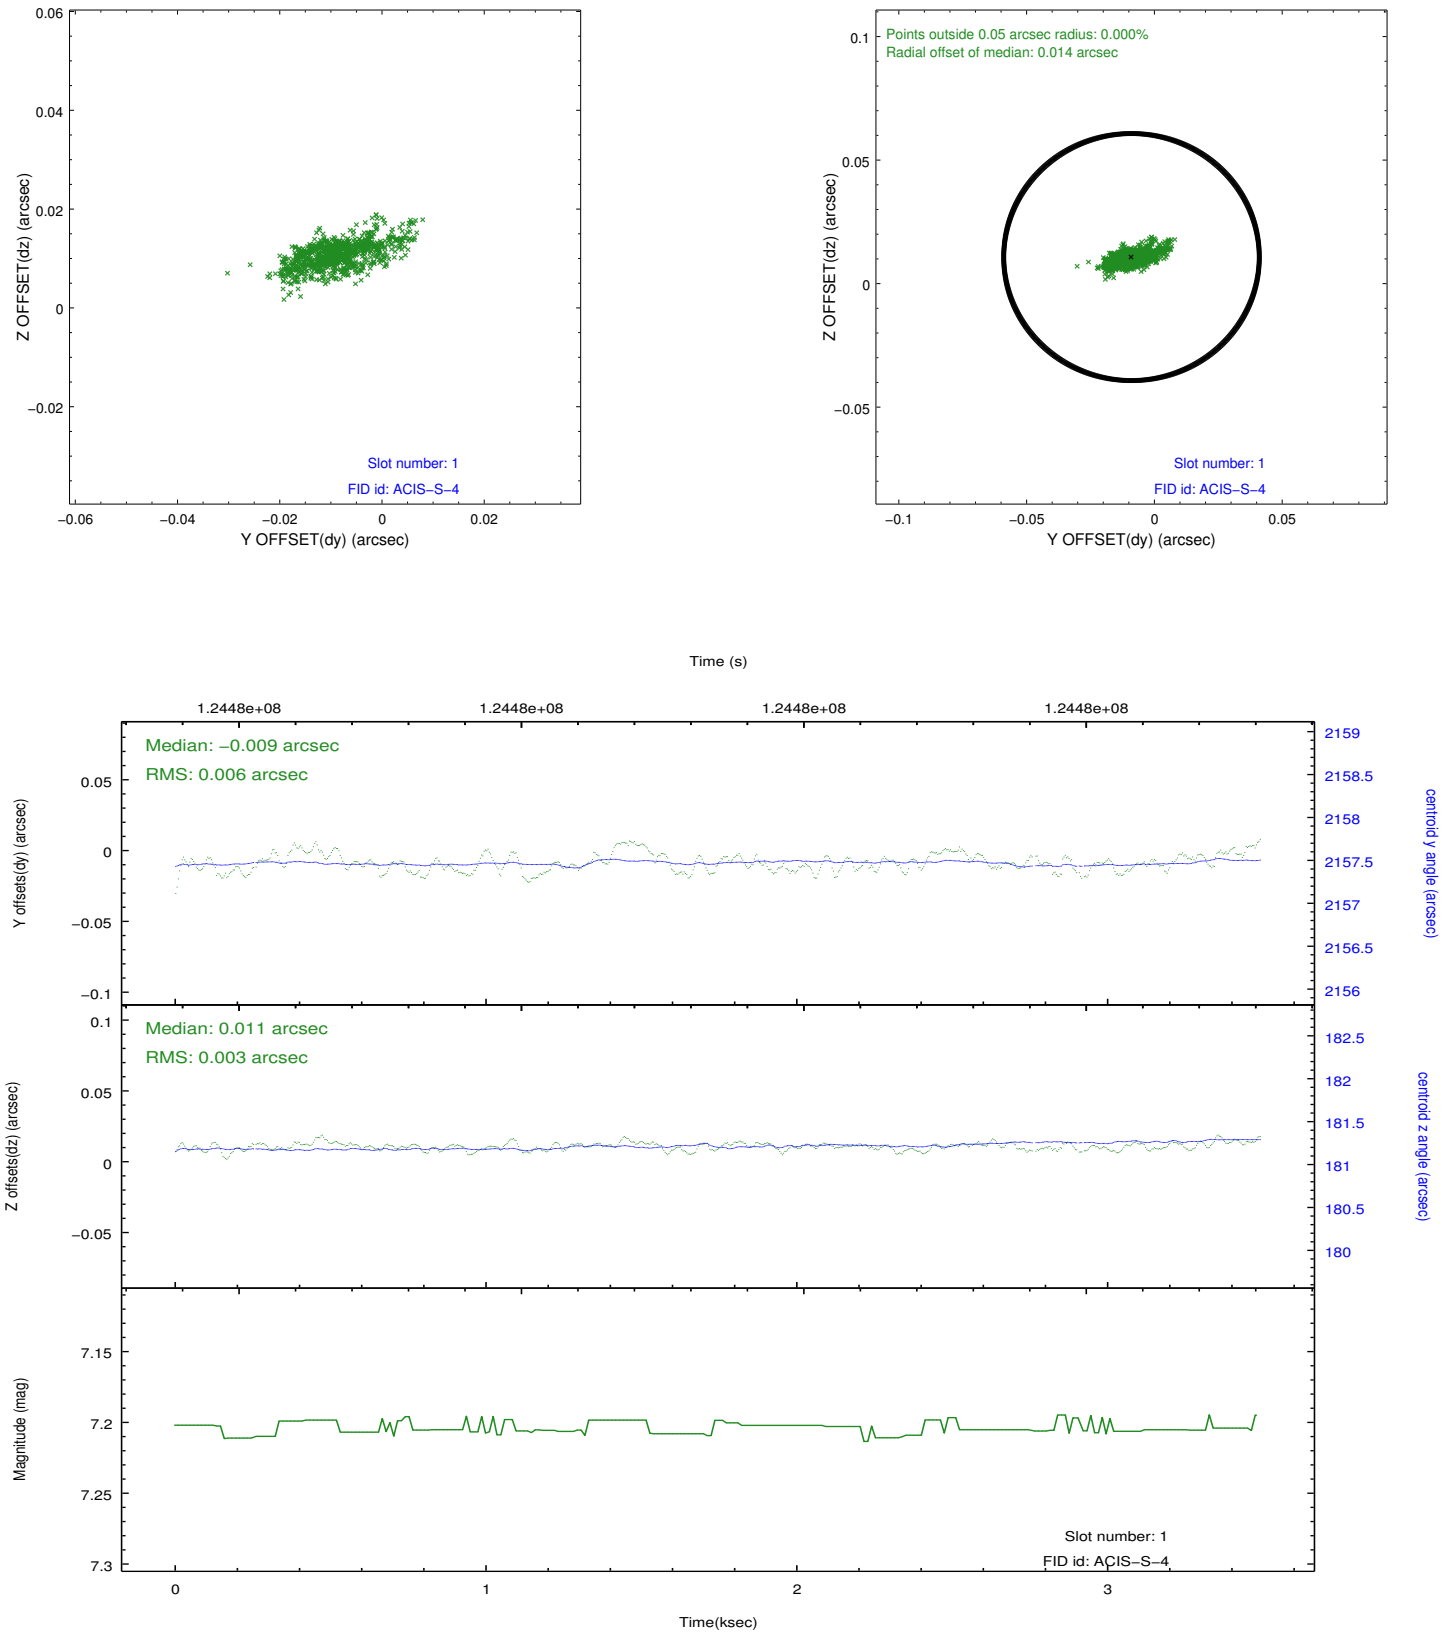 0.06
0.04
0.02
0
−0.02
Z OFFSET(dz) (arcsec)
Slot number: 1
FID id: ACIS−S−4
−0.06 −0.04 −0.02 0 0.02
Y OFFSET(dy) (arcsec)
Points outside 0.05 arcsec radius: 0.000%
Radial offset of median: 0.014 arcsec
0.1
0.05
0
−0.05
Z OFFSET(dz) (arcsec)
Slot number: 1
FID id: ACIS−S−4
−0.1 −0.05 0 0.05
Y OFFSET(dy) (arcsec)
Time (s)
1.2448e+08 1.2448e+08 1.2448e+08 1.2448e+08
Median: −0.009 arcsec
RMS: 0.006 arcsec
0.05
0
−0.05
−0.1
Y offsets(dy) (arcsec)
2159
2158.5
2158
2157.5
2157
2156.5
2156
centroid y angle (arcsec)
Median: 0.011 arcsec
RMS: 0.003 arcsec
0.1
0.05
0
−0.05
Z offsets(dz) (arcsec)
182.5
182
181.5
181
180.5
180
centroid z angle (arcsec)
7.15
7.2
7.25
7.3
Magnitude (mag)
Slot number: 1
FID id: ACIS−S−4
0 1 2 3
Time(ksec)